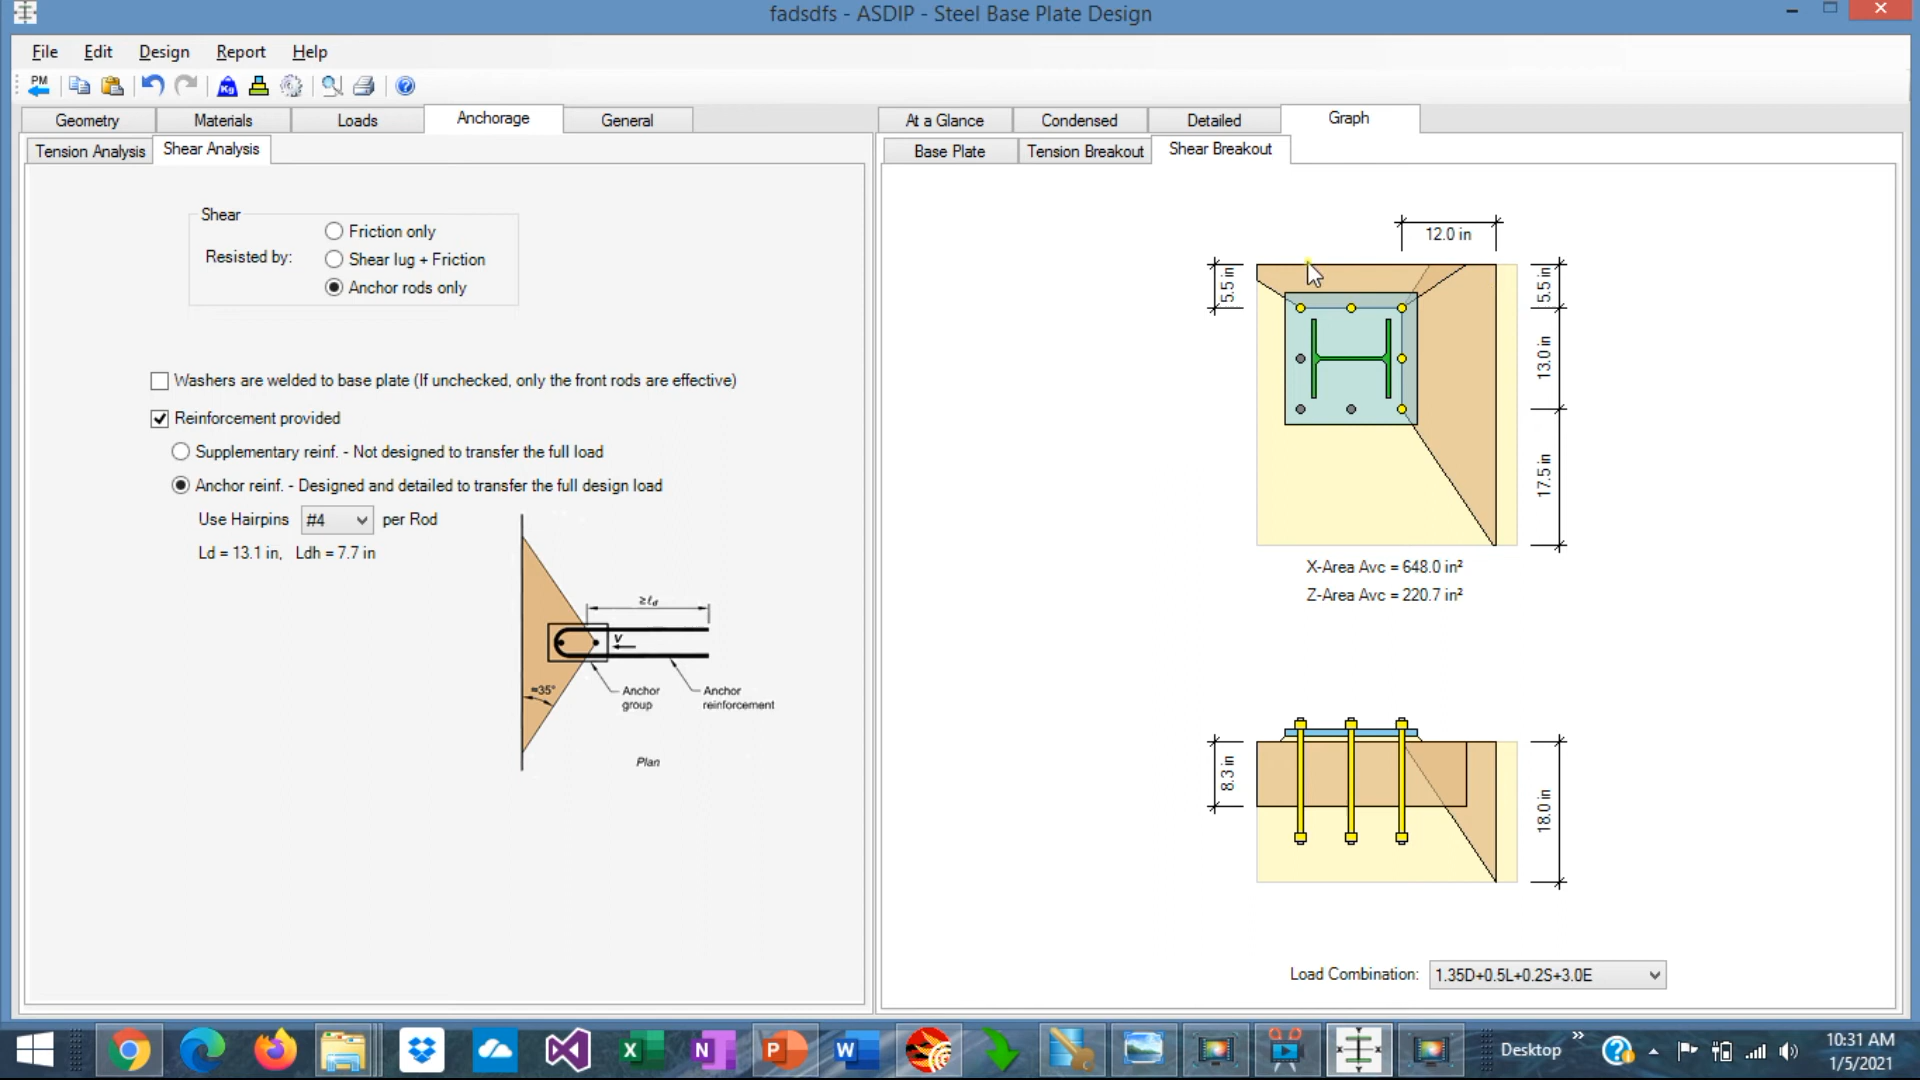 fadsdfs - ASDIP - Steel Base Plate Design
File Edit Design Report Help
PM Kg
Geometry Materials Loads Anchorage General
At a Glance Condensed Detailed Graph
Tension Analysis Shear Analysis
Base Plate Tension Breakout Shear Breakout
Shear
Resisted by:
Friction only
Shear lug + Friction
Anchor rods only
Washers are welded to base plate (If unchecked, only the front rods are effective)
Reinforcement provided
Supplementary reinf. - Not designed to transfer the full load
Anchor reinf. - Designed and detailed to transfer the full design load
Use Hairpins #4 per Rod
Ld = 13.1 in, Ldh = 7.7 in
≥ℓd
V
≈35°
Anchor group
Anchor reinforcement
Plan
12.0 in
5.5 in
5.5 in
13.0 in
17.5 in
X-Area Avc = 648.0 in²
Z-Area Avc = 220.7 in²
8.3 in
18.0 in
Load Combination: 1.35D+0.5L+0.2S+3.0E
Desktop
10:31 AM
1/5/2021